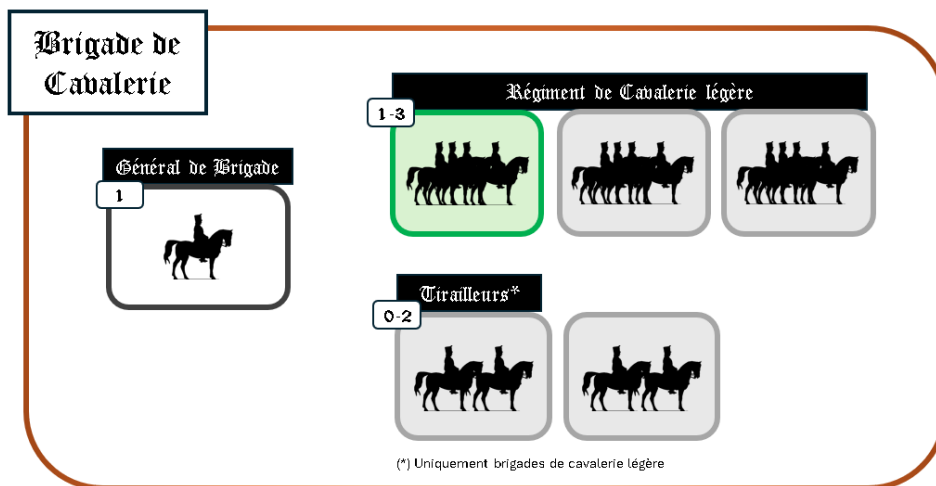 Brigade de
Cavalerie
Régiment de Cavalerie légère
1-3
Général de Brigade
1
Tirailleurs*
0-2
(*) Uniquement brigades de cavalerie légère